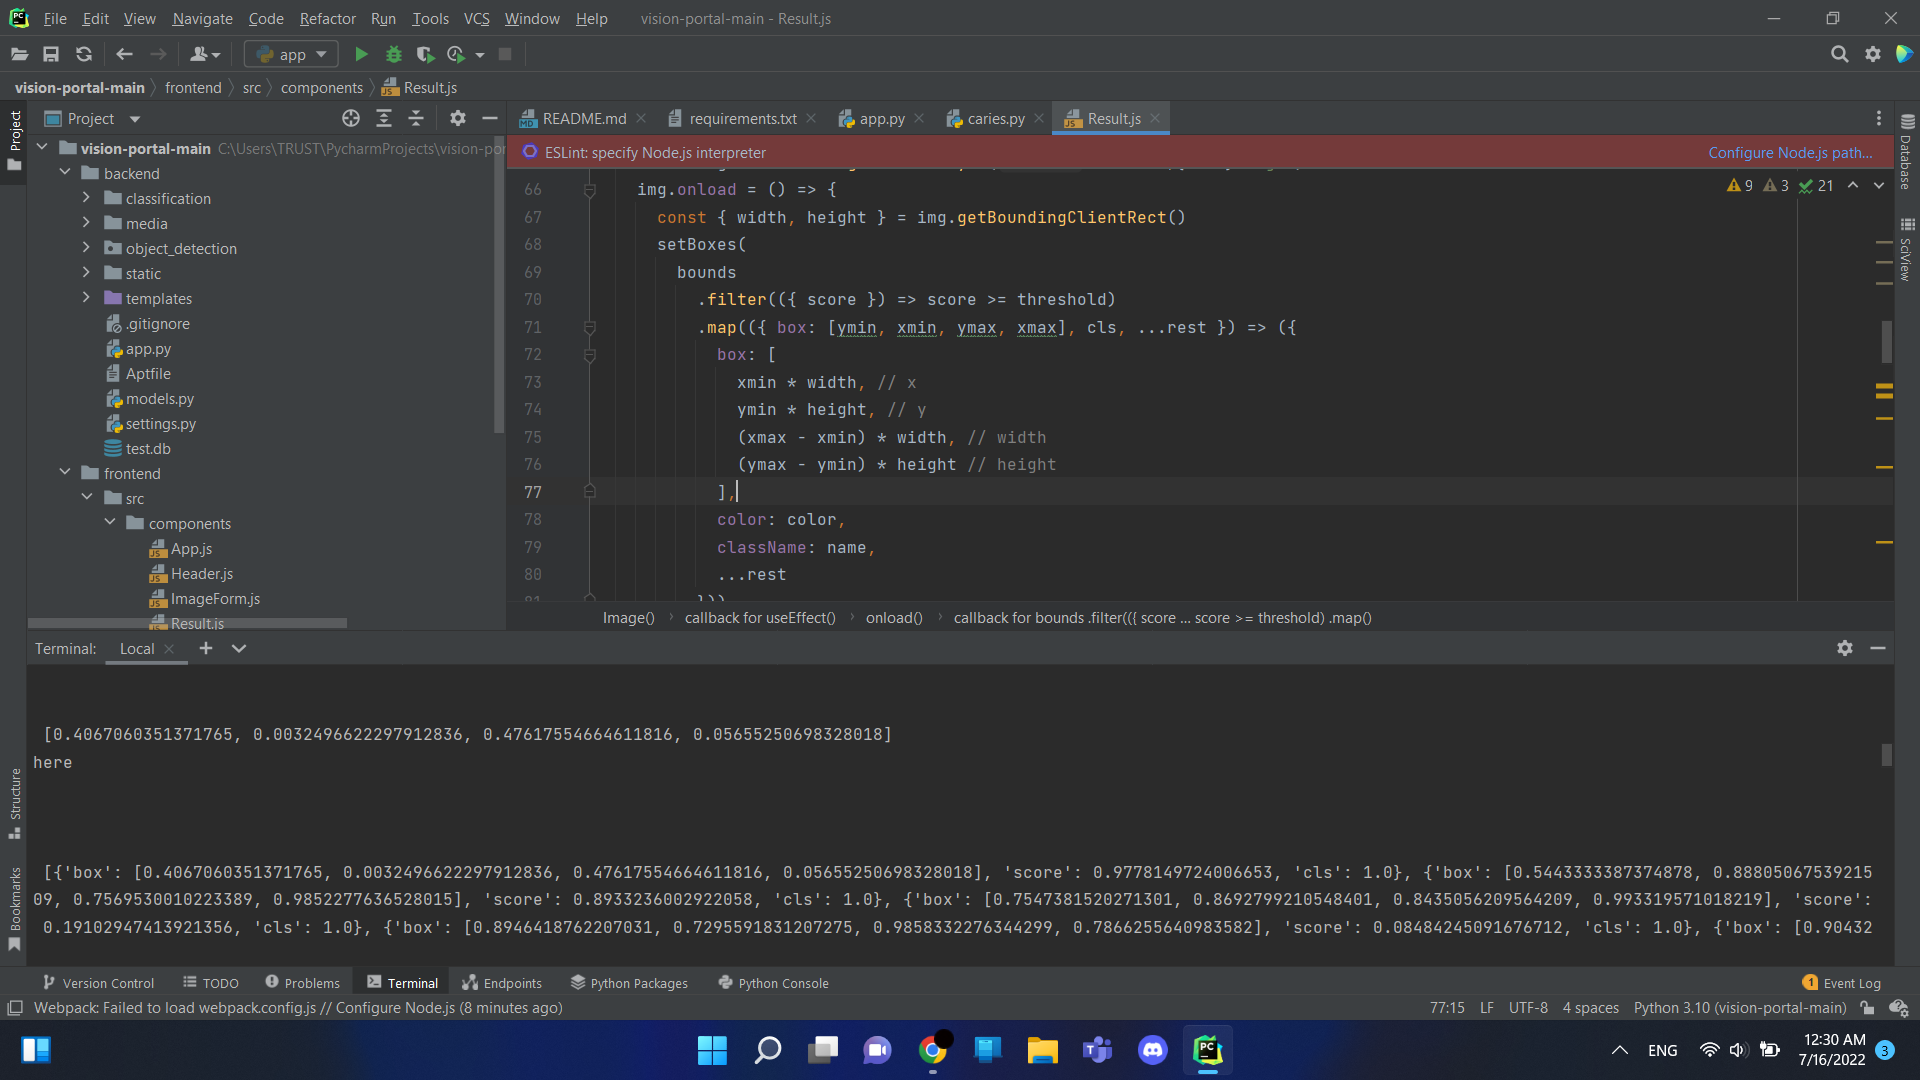 File Edit View Navigate Code Refactor Run Tools VCS Window Help vision-portal-main - Result.js
app
vision-portal-main frontend src components Result.js
Project
README.md requirements.txt app.py caries.py Result.js
vision-portal-main C:\Users\TRUST\PycharmProjects\vision-por
ESLint: specify Node.js interpreter Configure Node.js path...
backend
classification
media
object_detection
static
templates
.gitignore
app.py
Aptfile
models.py
settings.py
test.db
frontend
src
components
App.js
Header.js
ImageForm.js
Result.js
9 3 21
66 img.onload = () => {
67 const { width, height } = img.getBoundingClientRect()
68 setBoxes(
69 bounds
70 .filter(({ score }) => score >= threshold)
71 .map(({ box: [ymin, xmin, ymax, xmax], cls, ...rest }) => ({
72 box: [
73 xmin * width, // x
74 ymin * height, // y
75 (xmax - xmin) * width, // width
76 (ymax - ymin) * height // height
77 ],
78 color: color,
79 className: name,
80 ...rest
81 }))
Image() callback for useEffect() onload() callback for bounds .filter(({ score ... score >= threshold) .map()
Project
Structure
Bookmarks
Database
SciView
Terminal: Local
[0.4067060351371765, 0.0032496622297912836, 0.47617554664611816, 0.05655250698328018]
here
[{'box': [0.4067060351371765, 0.0032496622297912836, 0.47617554664611816, 0.05655250698328018], 'score': 0.9778149724006653, 'cls': 1.0}, {'box': [0.5443333387374878, 0.88805067539215
09, 0.7569530010223389, 0.9852277636528015], 'score': 0.8933236002922058, 'cls': 1.0}, {'box': [0.7547381520271301, 0.8692799210548401, 0.8435056209564209, 0.993319571018219], 'score':
0.19102947413921356, 'cls': 1.0}, {'box': [0.8946418762207031, 0.7295591831207275, 0.9858332276344299, 0.7866255640983582], 'score': 0.08484245091676712, 'cls': 1.0}, {'box': [0.90432
Version Control TODO Problems Terminal Endpoints Python Packages Python Console 1 Event Log
Webpack: Failed to load webpack.config.js // Configure Node.js (8 minutes ago) 77:15 LF UTF-8 4 spaces Python 3.10 (vision-portal-main)
ENG 12:30 AM
7/16/2022 3